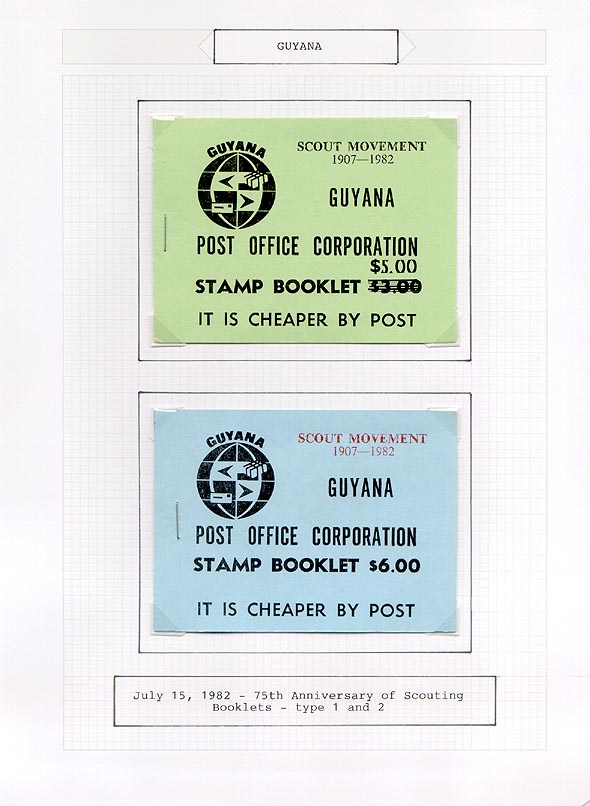 GUYANA
GUYANA
SCOUT MOVEMENT
1907—1982
GUYANA
POST OFFICE CORPORATION
$5.00
STAMP BOOKLET $3.00
IT IS CHEAPER BY POST
GUYANA
SCOUT MOVEMENT
1907—1982
GUYANA
POST OFFICE CORPORATION
STAMP BOOKLET $6.00
IT IS CHEAPER BY POST
July 15, 1982 - 75th Anniversary of Scouting
Booklets - type 1 and 2